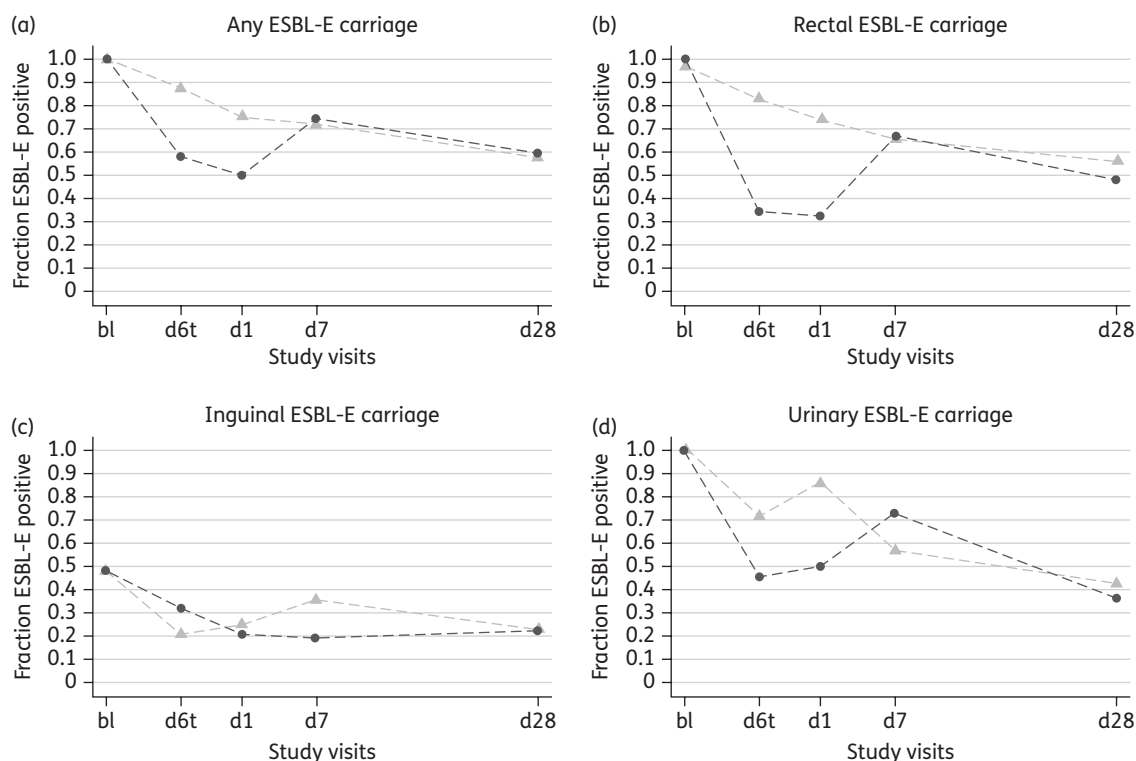 (a) Any ESBL-E carriage
Fraction ESBL-E positive
1.0
0.9
0.8
0.7
0.6
0.5
0.4
0.3
0.2
0.1
0
bl d6t d1 d7 d28
Study visits
(b) Rectal ESBL-E carriage
Fraction ESBL-E positive
1.0
0.9
0.8
0.7
0.6
0.5
0.4
0.3
0.2
0.1
0
bl d6t d1 d7 d28
Study visits
(c) Inguinal ESBL-E carriage
Fraction ESBL-E positive
1.0
0.9
0.8
0.7
0.6
0.5
0.4
0.3
0.2
0.1
0
bl d6t d1 d7 d28
Study visits
(d) Urinary ESBL-E carriage
Fraction ESBL-E positive
1.0
0.9
0.8
0.7
0.6
0.5
0.4
0.3
0.2
0.1
0
bl d6t d1 d7 d28
Study visits